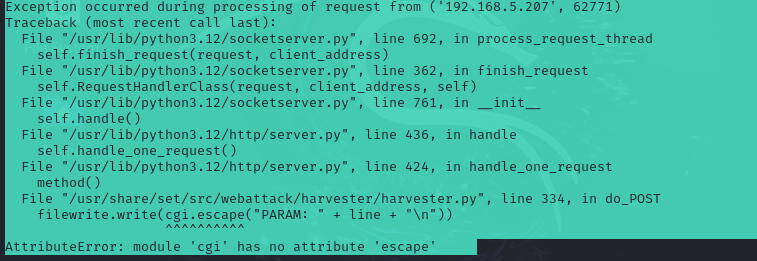 Exception occurred during processing of request from ('192.168.5.207', 62771)
Traceback (most recent call last):
  File "/usr/lib/python3.12/socketserver.py", line 692, in process_request_thread
    self.finish_request(request, client_address)
  File "/usr/lib/python3.12/socketserver.py", line 362, in finish_request
    self.RequestHandlerClass(request, client_address, self)
  File "/usr/lib/python3.12/socketserver.py", line 761, in __init__
    self.handle()
  File "/usr/lib/python3.12/http/server.py", line 436, in handle
    self.handle_one_request()
  File "/usr/lib/python3.12/http/server.py", line 424, in handle_one_request
    method()
  File "/usr/share/set/src/webattack/harvester/harvester.py", line 334, in do_POST
    filewrite.write(cgi.escape("PARAM: " + line + "\n"))
                    ^^^^^^^^^^
AttributeError: module 'cgi' has no attribute 'escape'